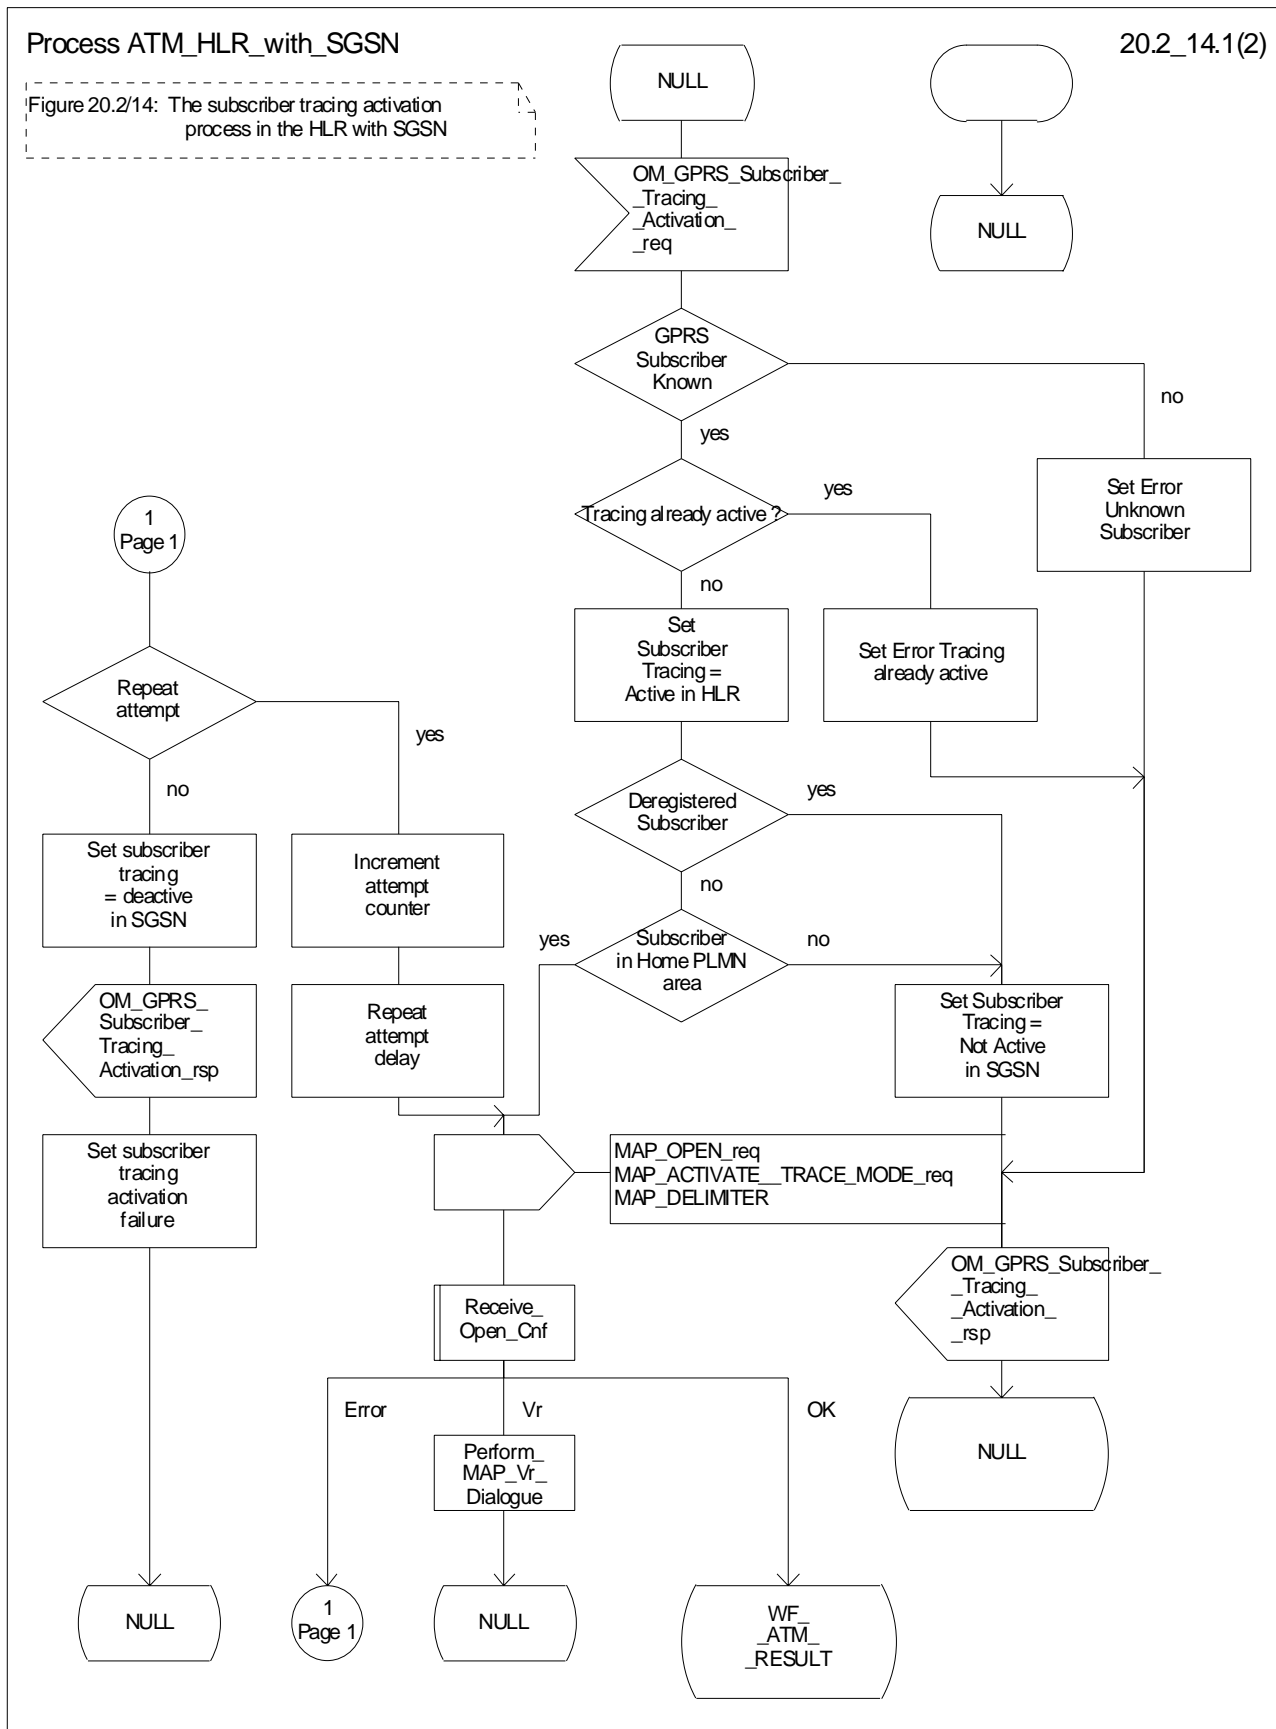 Process ATM_HLR_with_SGSN
20.2_14.1(2)
Figure 20.2/14: The subscriber tracing activation
process in the HLR with SGSN
NULL
OM_GPRS_Subscriber_
_Tracing_
_Activation_
_req
NULL
GPRS
Subscriber
Known
no
yes
Tracing already active ?
yes
no
Set Error
Unknown
Subscriber
1
Page 1
Set
Subscriber
Tracing =
Active in HLR
Set Error Tracing
already active
Repeat
attempt
yes
no
Deregistered
Subscriber
yes
no
Set subscriber
tracing
= deactive
in SGSN
Increment
attempt
counter
yes
Subscriber
in Home PLMN
area
no
OM_GPRS_
Subscriber_
Tracing_
Activation_rsp
Repeat
attempt
delay
Set Subscriber
Tracing =
Not Active
in SGSN
Set subscriber
tracing
activation
failure
MAP_OPEN_req
MAP_ACTIVATE__TRACE_MODE_req
MAP_DELIMITER
OM_GPRS_Subscriber_
_Tracing_
_Activation_
_rsp
Receive_
Open_Cnf
Error
Vr
OK
NULL
Perform_
MAP_Vr_
Dialogue
NULL
1
Page 1
NULL
WF_
_ATM_
_RESULT